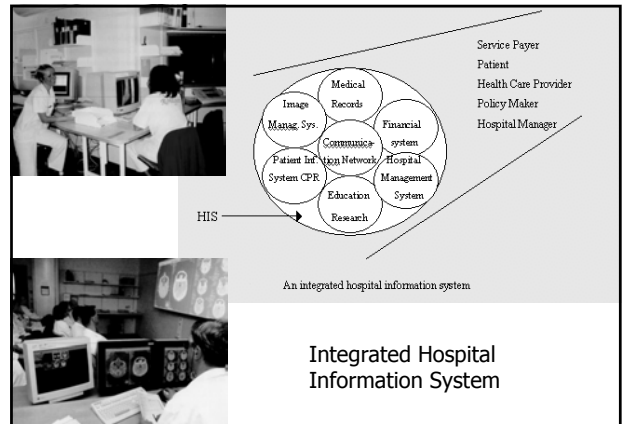 Service Payer
Patient
Health Care Provider
Policy Maker
Hospital Manager
Medical
Records
Image
Manag. Sys.
Financial
system
Communica-
tion Network
Patient Inf.
System CPR
Hospital
Management
System
Education
Research
HIS
An integrated hospital information system
Integrated Hospital
Information System